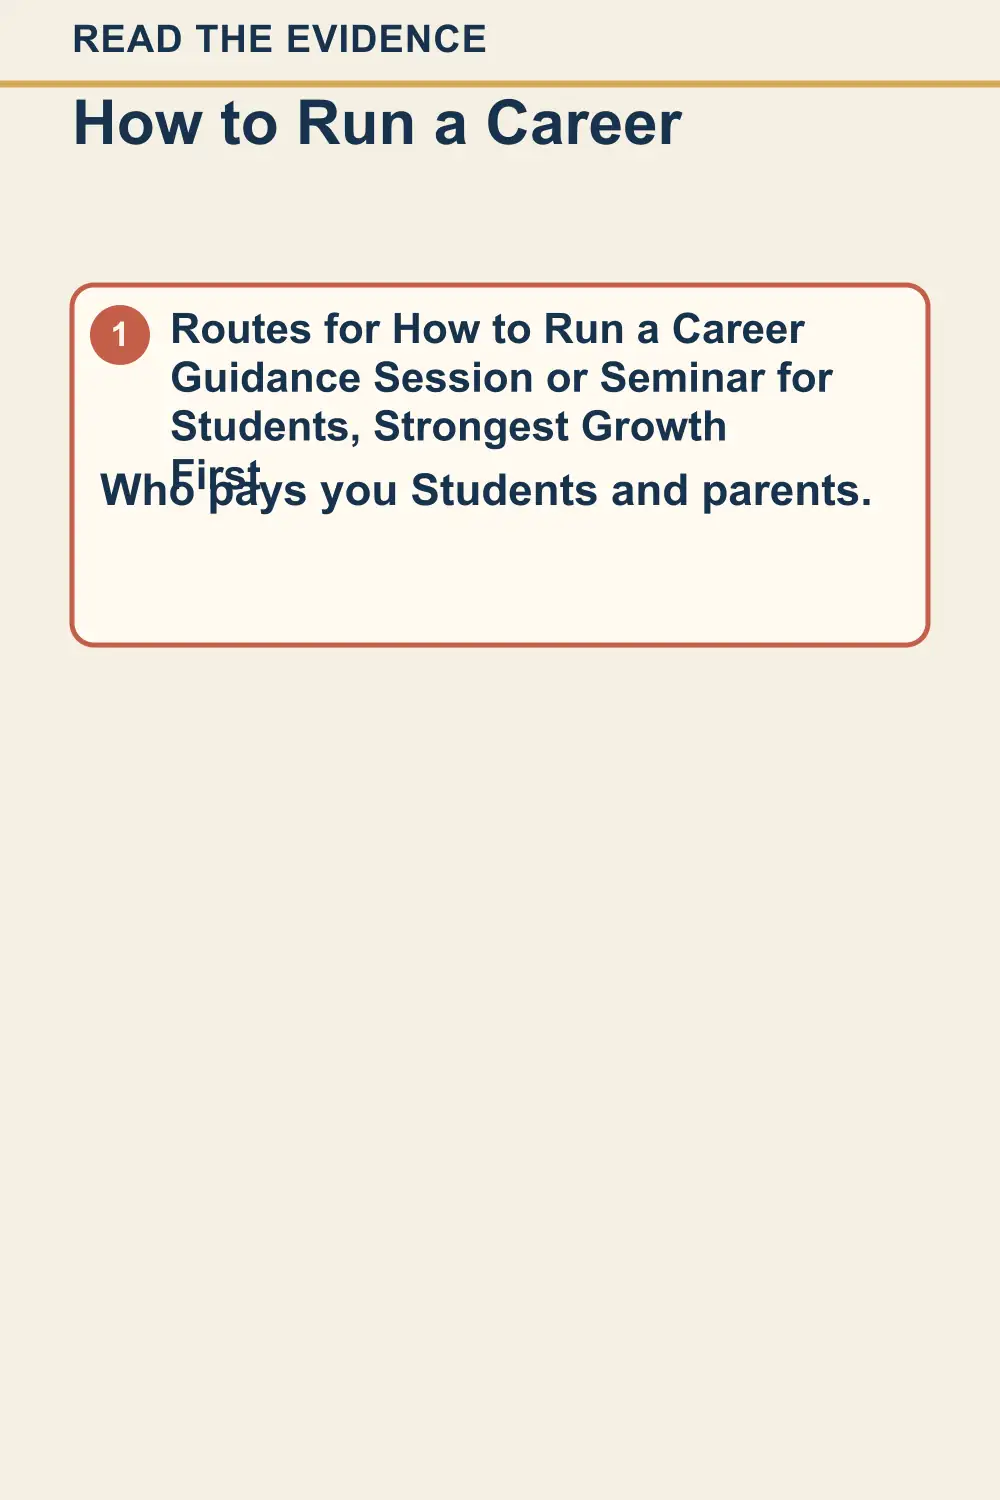 READ THE EVIDENCE
How to Run a Career
1
Routes for How to Run a Career
Guidance Session or Seminar for
Students, Strongest Growth
First
Who pays you Students and parents.